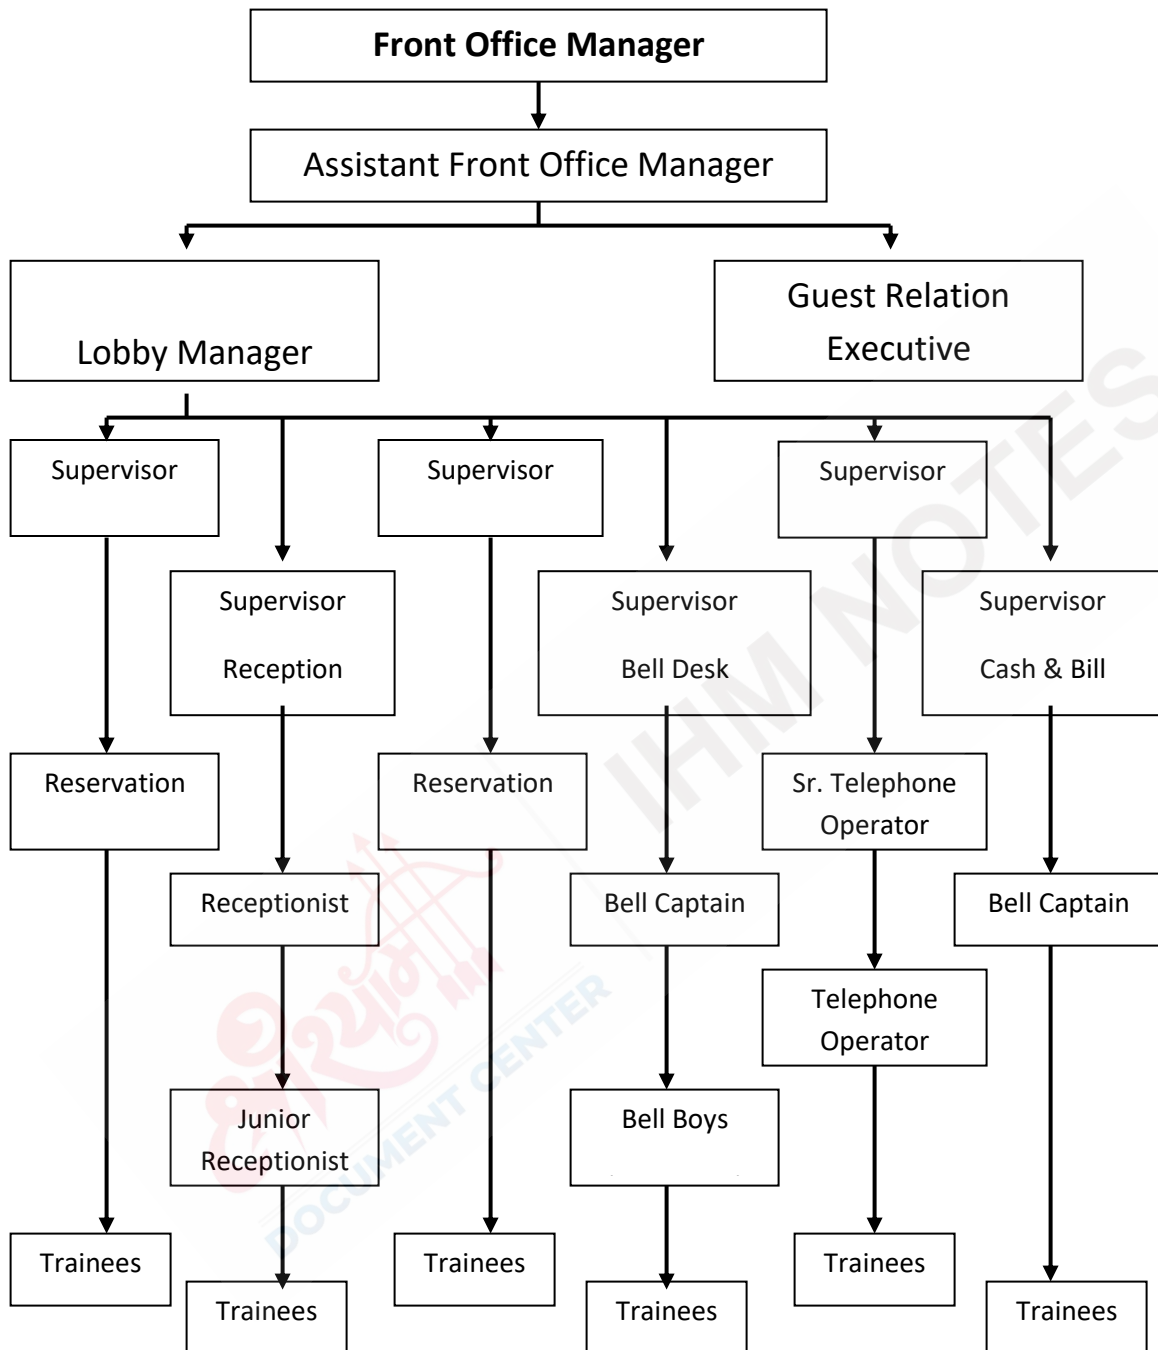 Front Office Manager
Assistant Front Office Manager
Lobby Manager
Guest Relation
Executive
Supervisor
Supervisor
Supervisor
Supervisor
Reception
Supervisor
Bell Desk
Supervisor
Cash & Bill
Reservation
Reservation
Sr. Telephone
Operator
Receptionist
Bell Captain
Bell Captain
Telephone
Operator
Junior
Receptionist
Bell Boys
Trainees
Trainees
Trainees
Trainees
Trainees
Trainees
IHM NOTES
श्री श्याम
DOCUMENT CENTER